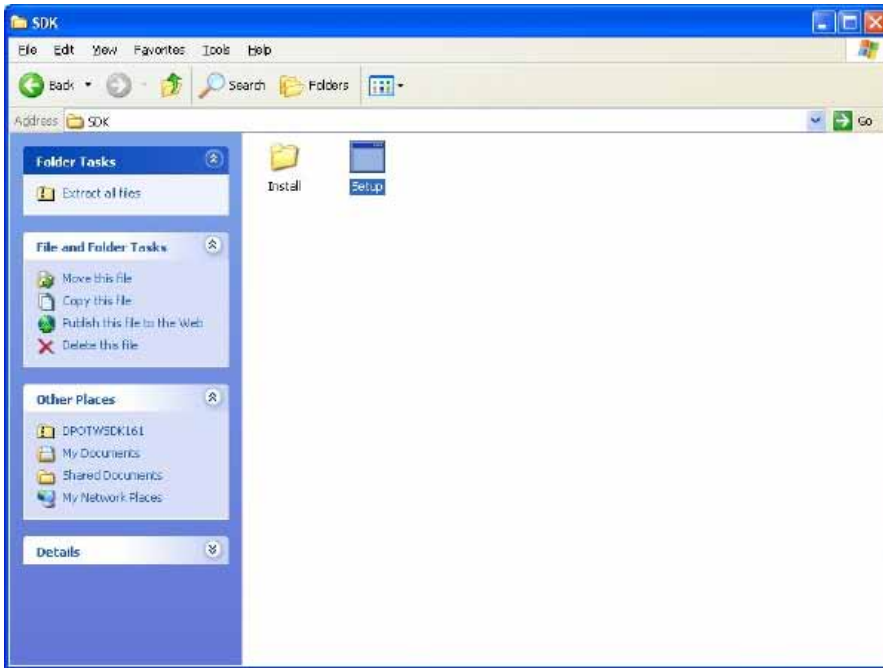 SDK
File Edit View Favorites Tools Help
Back Search Folders
Address SDK Go
Folder Tasks
Extract all files
File and Folder Tasks
Move this file
Copy this file
Publish this file to the Web
Delete this file
Other Places
DPOTWSDK161
My Documents
Shared Documents
My Network Places
Details
Install Setup